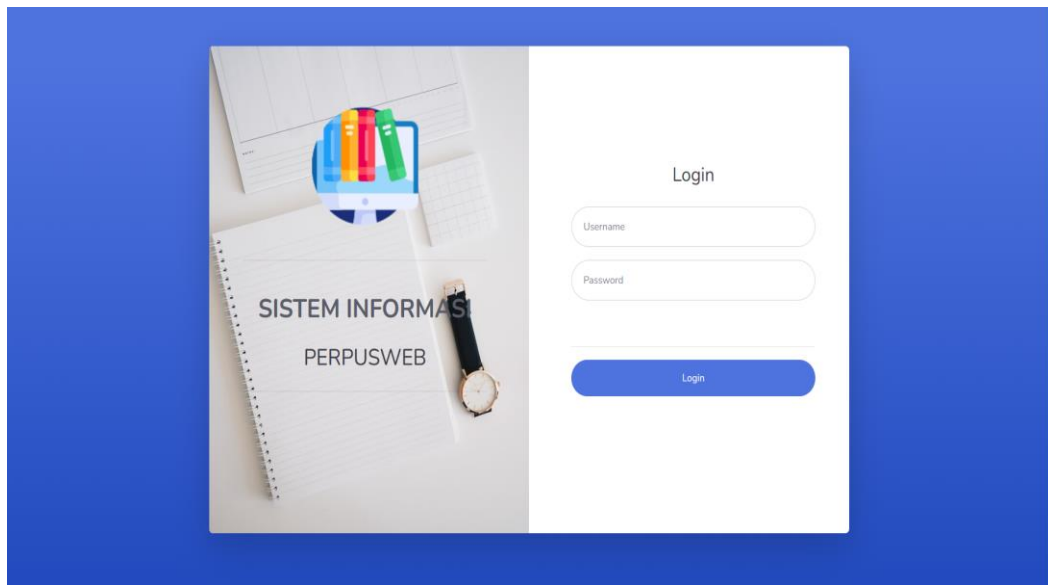 SISTEM INFORMASI
PERPUSWEB
Login
Username
Password
Login